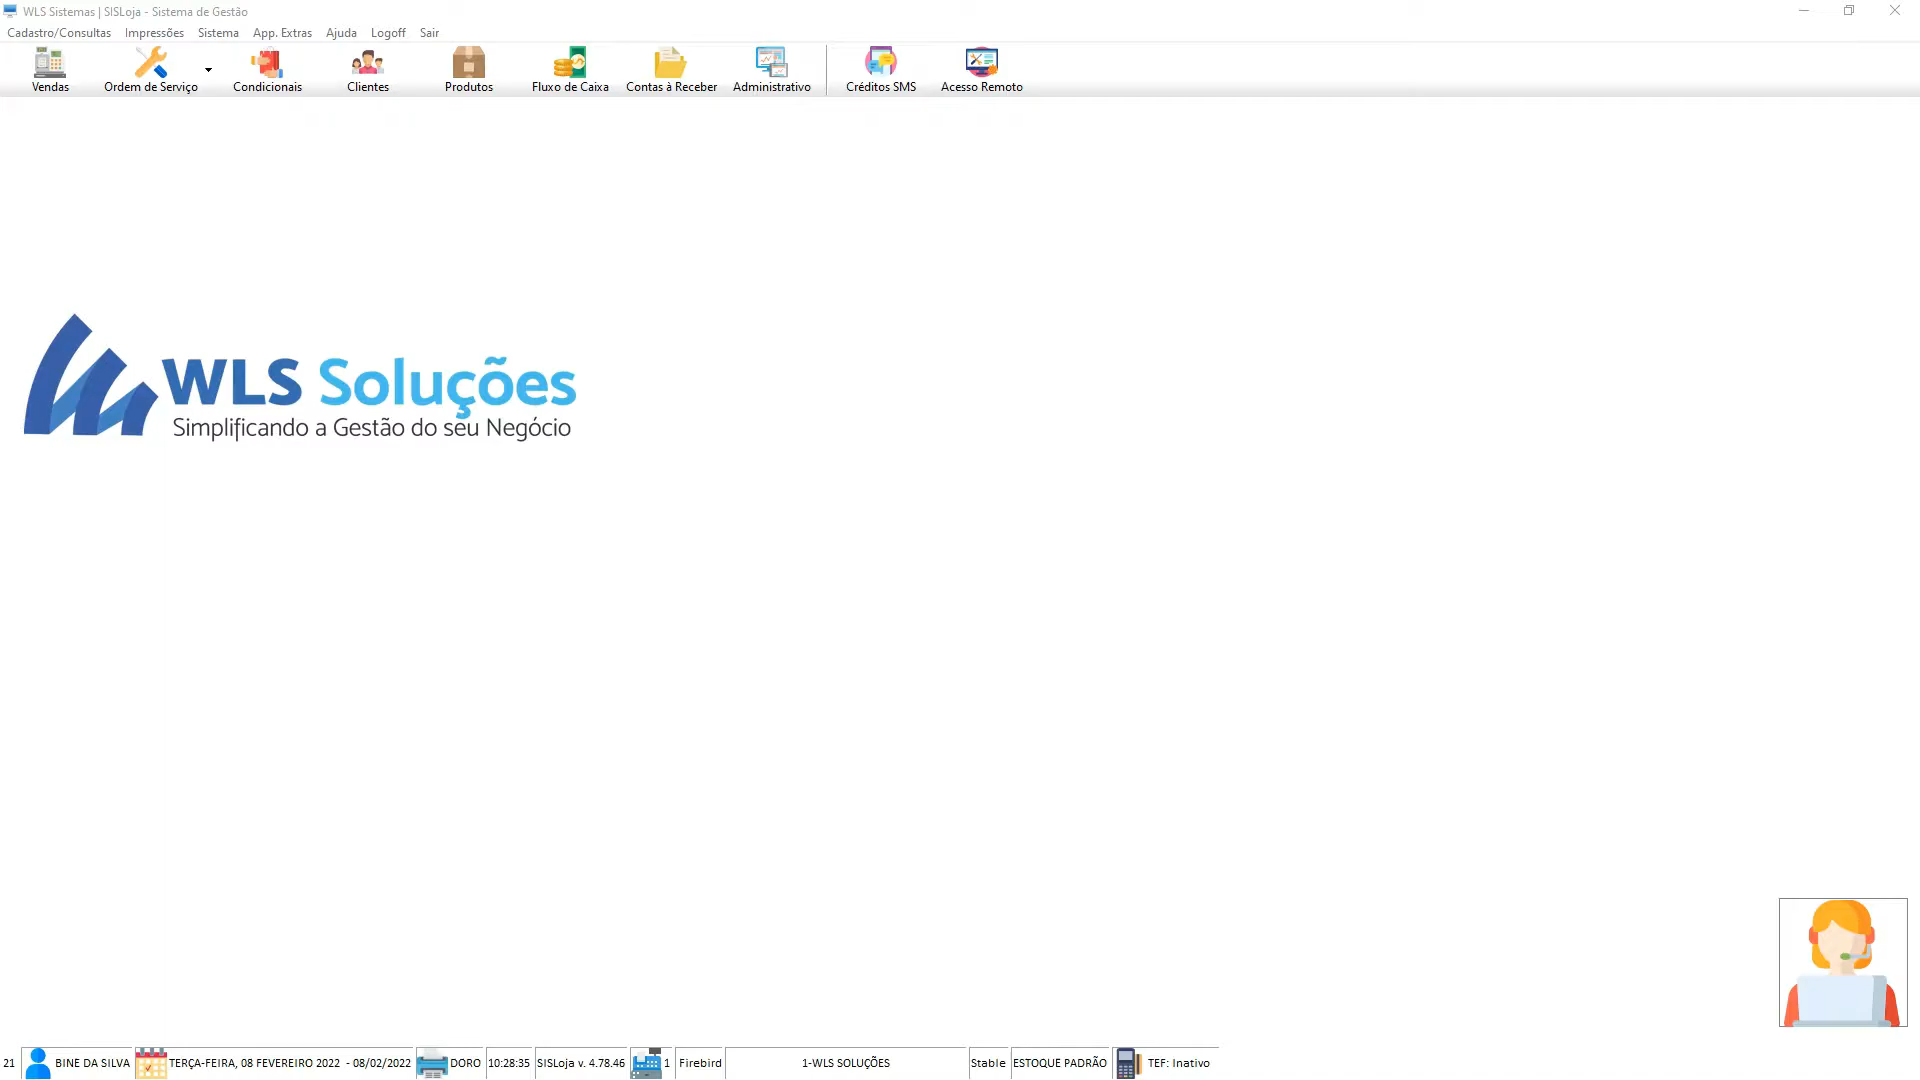 WLS Sistemas | SISLoja - Sistema de Gestão
Cadastro/Consultas Impressões Sistema App. Extras Ajuda Logoff Sair
Vendas Ordem de Serviço Condicionais Clientes Produtos Fluxo de Caixa Contas à Receber Administrativo Créditos SMS Acesso Remoto
WLS Soluções
Simplificando a Gestão do seu Negócio
21 BINE DA SILVA TERÇA-FEIRA, 08 FEVEREIRO 2022 - 08/02/2022 DORO 10:28:35 SISLoja v. 4.78.46 1 Firebird 1-WLS SOLUÇÕES Stable ESTOQUE PADRÃO TEF: Inativo